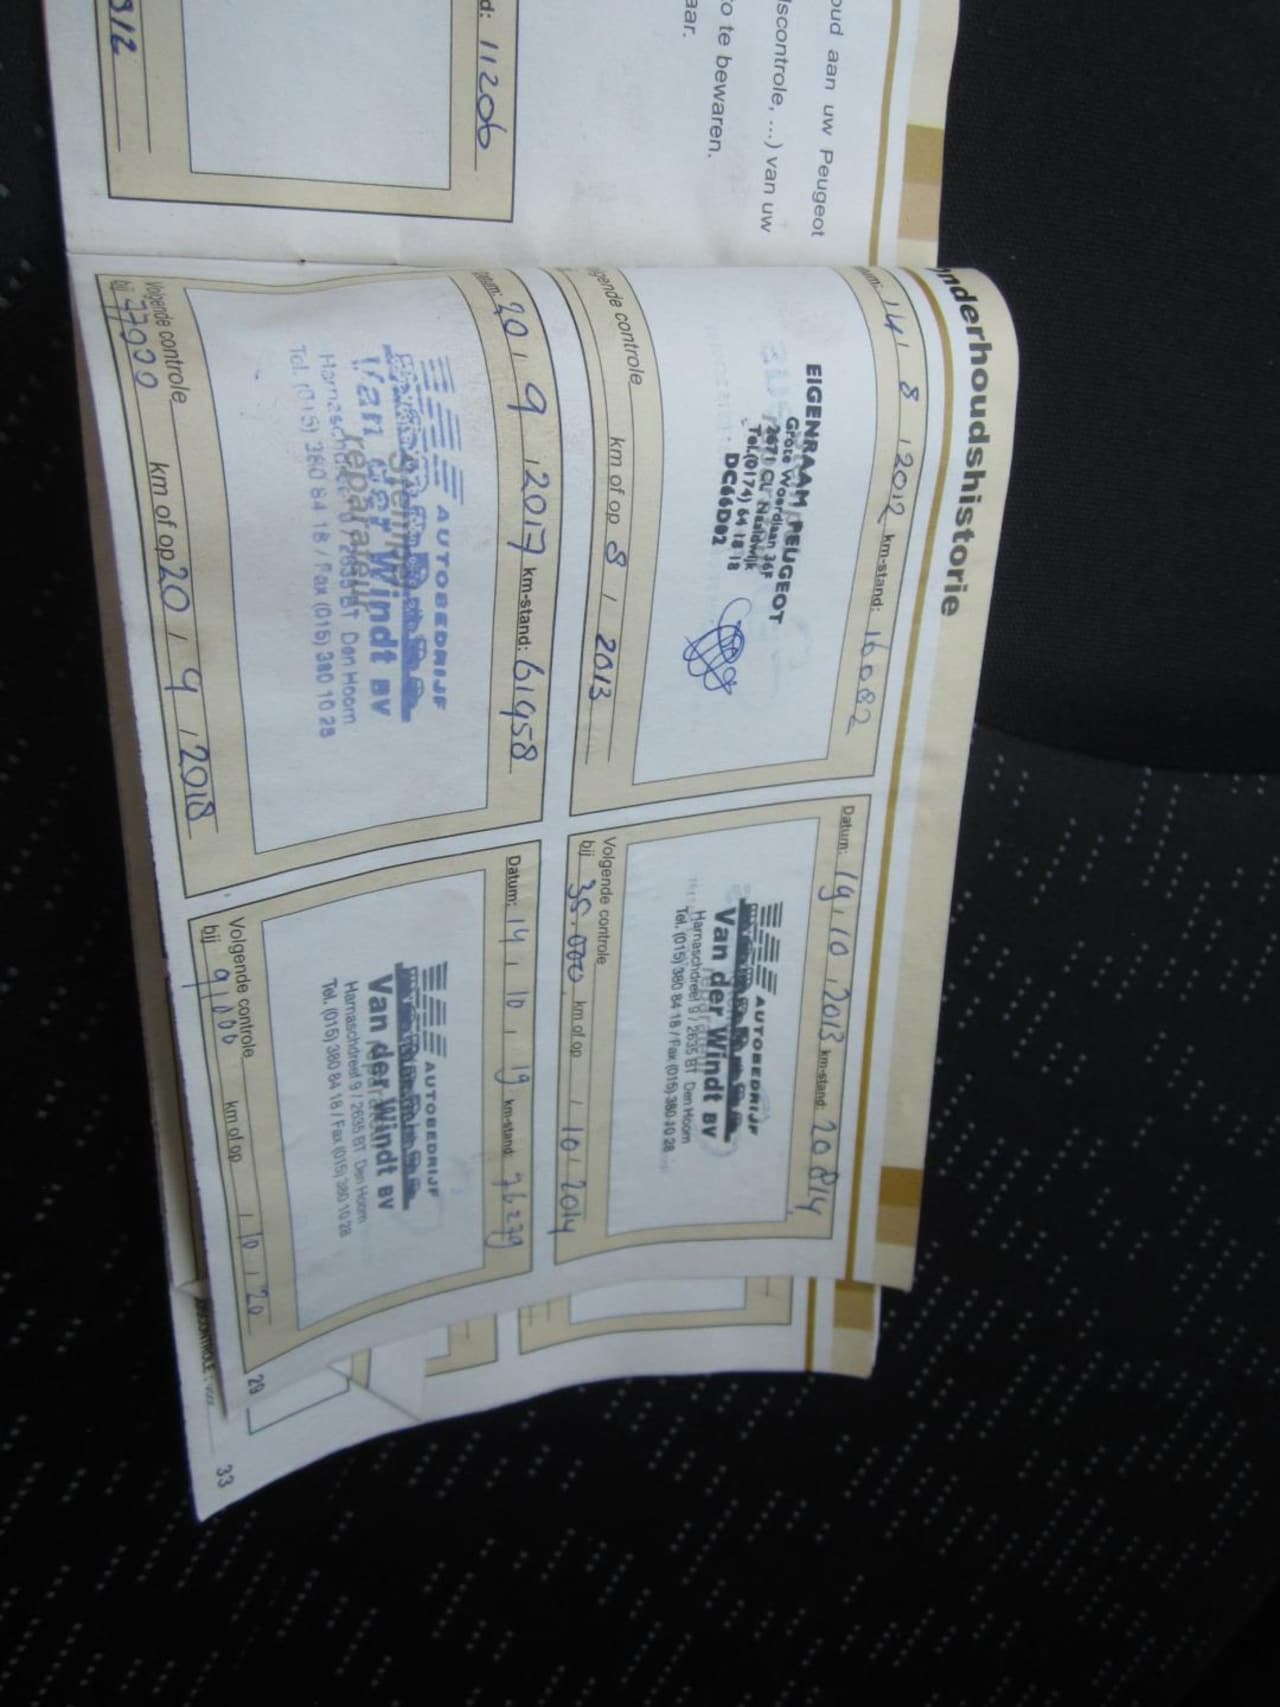 oud aan uw Peugeot
lscontrole, ...) van uw
o te bewaren.
aar.
d: 11206
nderhoudshistorie
14 / 8 / 2012 km-stand: 16082
EIGENRAAM PEUGEOT
Grote Woerdlaan 36F
2671 CL Naaldwijk
Tel.(0174) 64 18 18
DC66D02
gende controle
km of op 8 / 2013
Datum: 19 / 10 / 2013 km-stand: 20814
AUTOBEDRIJF
Van der Windt BV
Harnaschdreef 9 / 2635 BT Den Hoorn
Tel. (015) 380 84 18 / Fax (015) 380 10 28
Volgende controle
bij 35.000 km of op / 10 / 2014
20 / 9 / 2017 km-stand: 61958
AUTOBEDRIJF
Van der Windt BV
Harnaschdreef 9 / 2635 BT Den Hoorn
Tel. (015) 380 84 18 / Fax (015) 380 10 28
Volgende controle
bij 77000 km of op 20 / 9 / 2018
Datum: 14 / 10 / 19 km-stand: 76279
AUTOBEDRIJF
Van der Windt BV
Harnaschdreef 9 / 2635 BT Den Hoorn
Tel. (015) 380 84 18 / Fax (015) 380 10 28
Volgende controle
bij 91000 km of op / 10 / 20
29
33